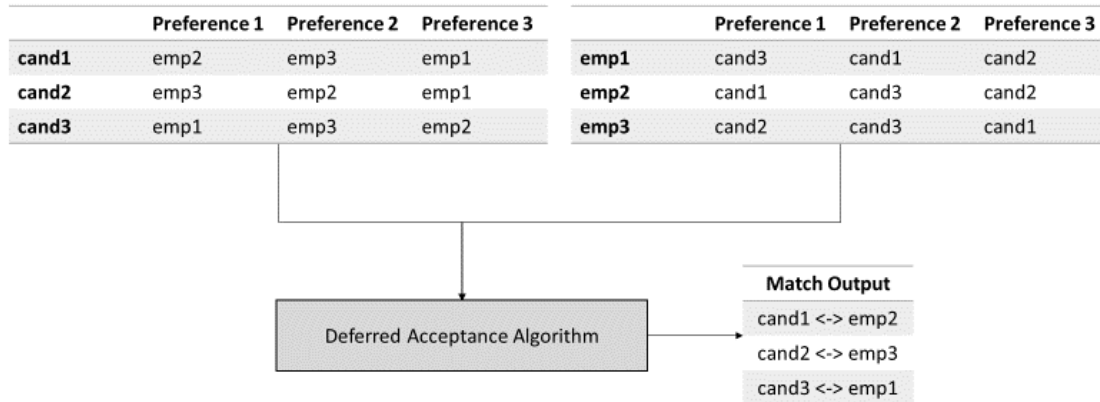 Preference 1 Preference 2 Preference 3
cand1 emp2 emp3 emp1
cand2 emp3 emp2 emp1
cand3 emp1 emp3 emp2
Preference 1 Preference 2 Preference 3
emp1 cand3 cand1 cand2
emp2 cand1 cand3 cand2
emp3 cand2 cand3 cand1
Deferred Acceptance Algorithm
Match Output
cand1 <-> emp2
cand2 <-> emp3
cand3 <-> emp1